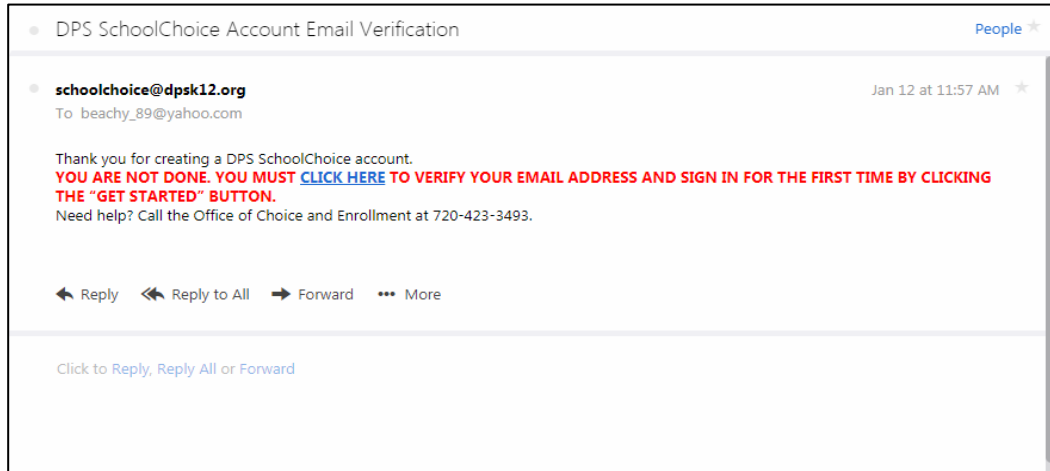 DPS SchoolChoice Account Email Verification
People
schoolchoice@dpsk12.org
Jan 12 at 11:57 AM
To beachy_89@yahoo.com
Thank you for creating a DPS SchoolChoice account.
YOU ARE NOT DONE. YOU MUST CLICK HERE TO VERIFY YOUR EMAIL ADDRESS AND SIGN IN FOR THE FIRST TIME BY CLICKING
THE “GET STARTED” BUTTON.
Need help? Call the Office of Choice and Enrollment at 720-423-3493.
Reply Reply to All Forward More
Click to Reply, Reply All or Forward